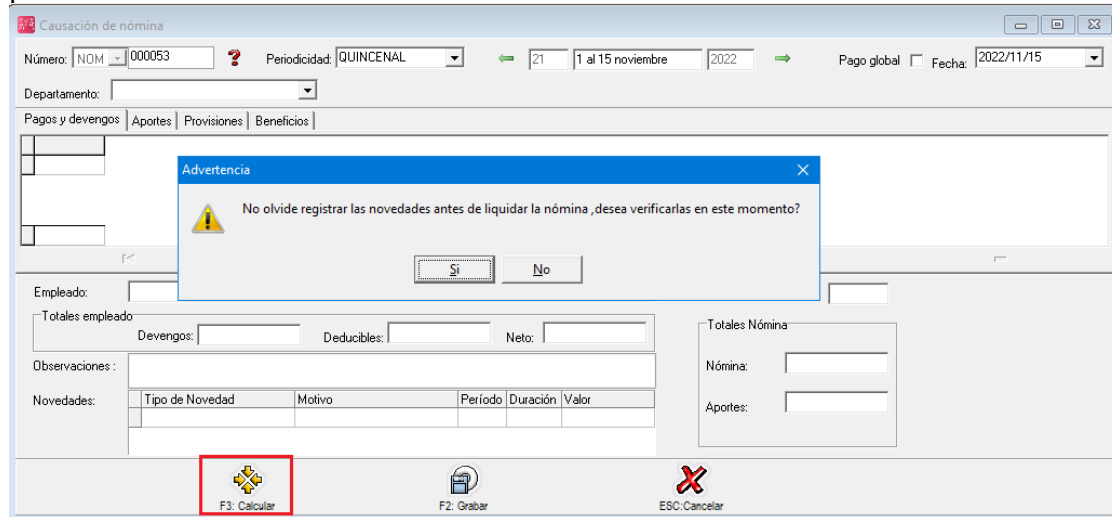 Causación de nómina
Número: NOM 000053 ? Periodicidad: QUINCENAL 21 1 al 15 noviembre 2022 Pago global Fecha: 2022/11/15
Departamento:
Pagos y devengos Aportes Provisiones Beneficios
Advertencia
No olvide registrar las novedades antes de liquidar la nómina ,desea verificarlas en este momento?
Si No
Empleado:
Totales empleado
Devengos: Deducibles: Neto:
Totales Nómina
Observaciones :
Nómina:
Novedades: Tipo de Novedad Motivo Período Duración Valor
Aportes:
F3: Calcular F2: Grabar ESC:Cancelar